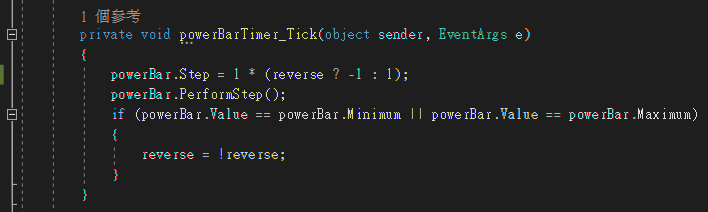 1 個參考
private void powerBarTimer_Tick(object sender, EventArgs e)
{
powerBar.Step = 1 * (reverse ? -1 : 1);
powerBar.PerformStep();
if (powerBar.Value == powerBar.Minimum || powerBar.Value == powerBar.Maximum)
{
reverse = !reverse;
}
}